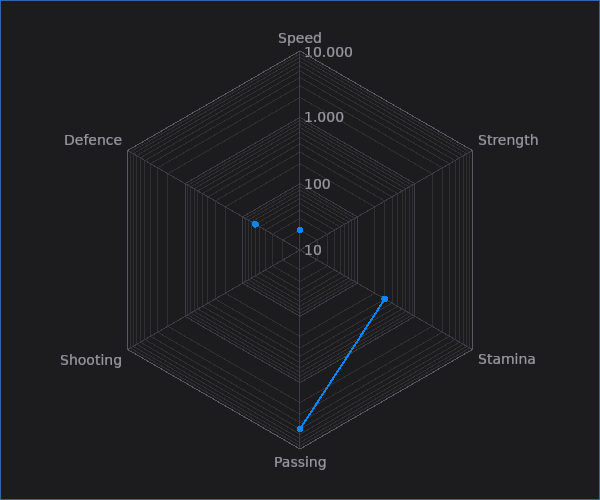 Speed
10.000
1.000
Defence
Strength
100
10
Shooting
Stamina
Passing